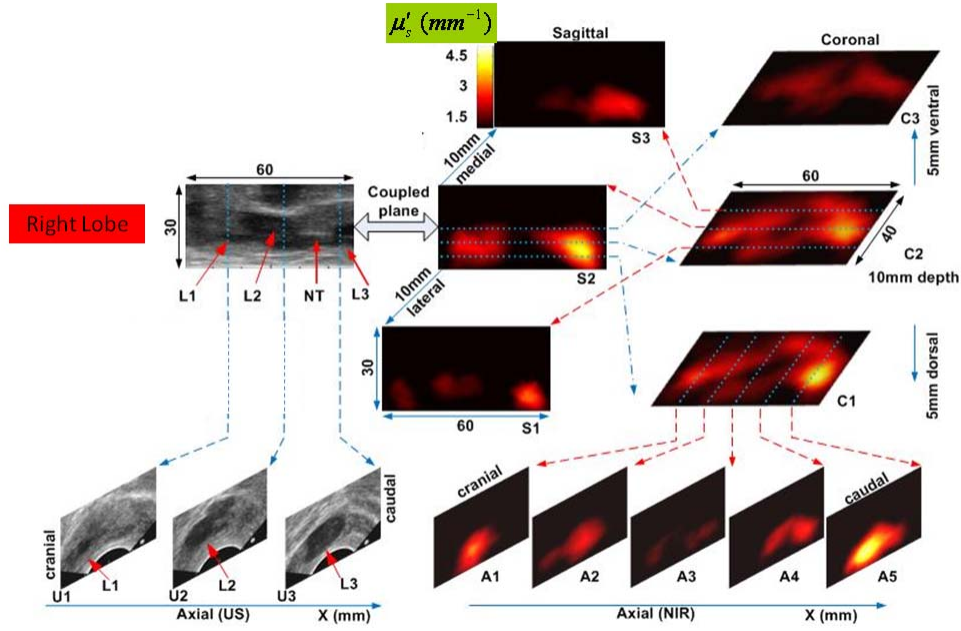 μ′s (mm⁻¹)
4.5
3
1.5
Sagittal
S3
Coronal
C3
5mm ventral
10mm
medial
60
30
Right Lobe
L1
L2
NT
L3
Coupled
plane
S2
60
40
C2
10mm depth
10mm
lateral
30
60
S1
C1
5mm dorsal
cranial
U1
L1
U2
L2
U3
L3
caudal
Axial (US)
X (mm)
cranial
A1
A2
A3
A4
caudal
A5
Axial (NIR)
X (mm)